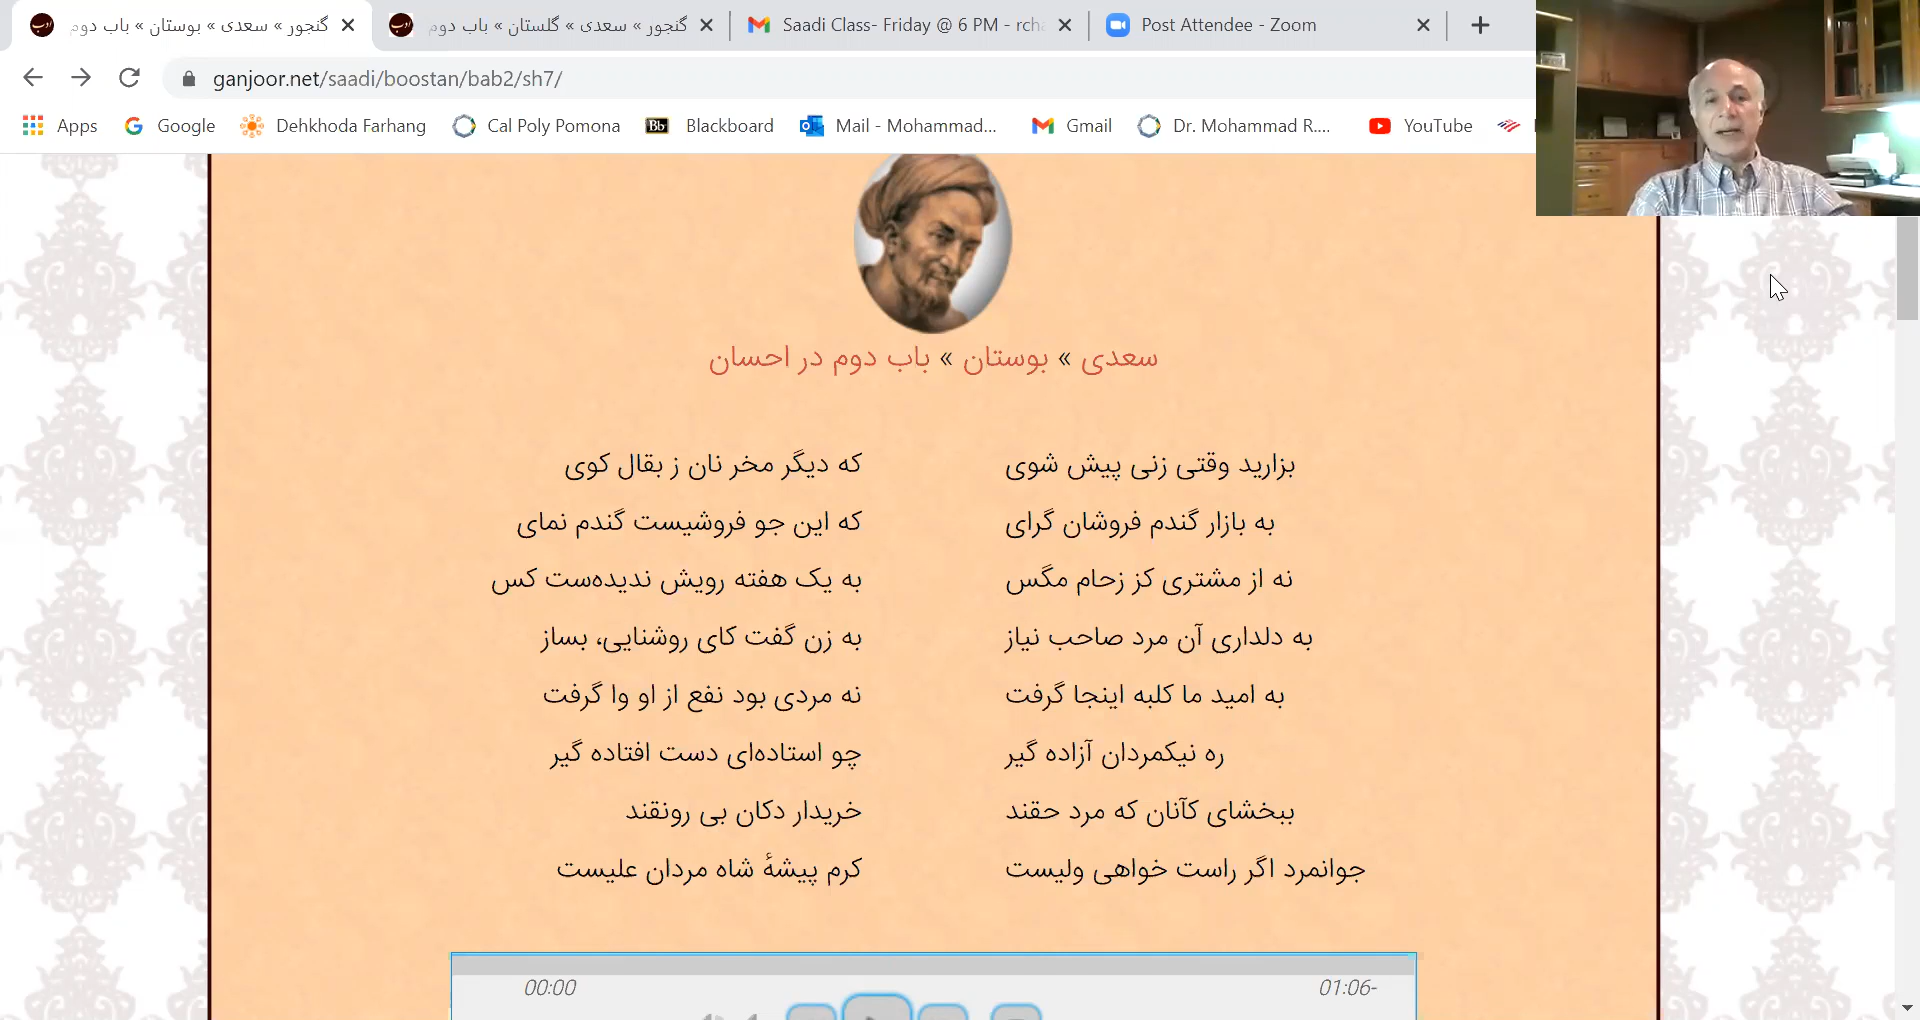 گنجور » سعدی » بوستان » باب دوم
گنجور » سعدی » گلستان » باب دوم
Saadi Class- Friday @ 6 PM - rcha
Post Attendee - Zoom
ganjoor.net/saadi/boostan/bab2/sh7/
Apps Google Dehkhoda Farhang Cal Poly Pomona Bb Blackboard Mail - Mohammad... Gmail Dr. Mohammad R.... YouTube
سعدی » بوستان » باب دوم در احسان
بزارید وقتی زنی پیش شوی که دیگر مخر نان ز بقال کوی
به بازار گندم فروشان گرای که این جو فروشیست گندم نمای
نه از مشتری کز زحام مگس به یک هفته رویش ندیده‌ست کس
به دلداری آن مرد صاحب نیاز به زن گفت کای روشنایی، بساز
به امید ما کلبه اینجا گرفت نه مردی بود نفع از او وا گرفت
ره نیکمردان آزاده گیر چو استاده‌ای دست افتاده گیر
ببخشای کآنان که مرد حقند خریدار دکان بی رونقند
جوانمرد اگر راست خواهی ولیست کرم پیشهٔ شاه مردان علیست
00:00 01:06-